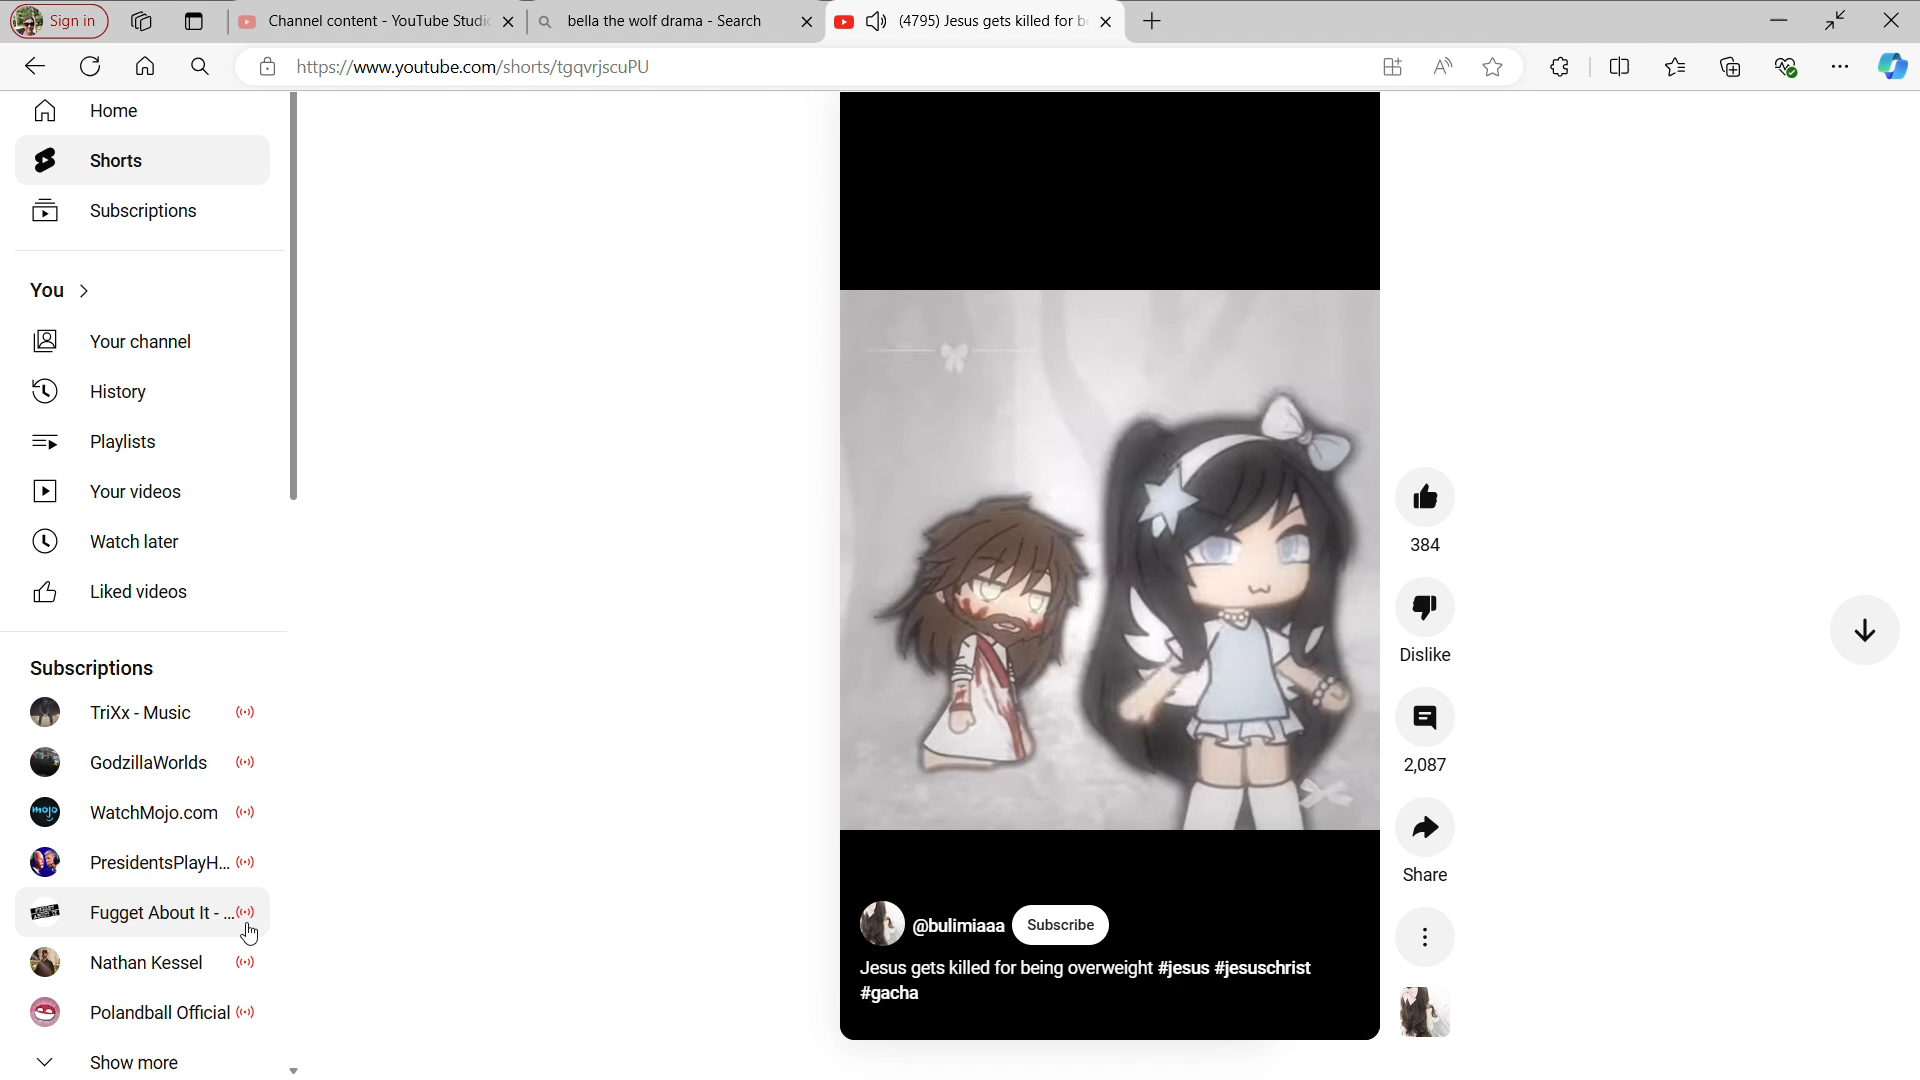 Sign in
Channel content - YouTube Studi
bella the wolf drama - Search
(4795) Jesus gets killed for b
https://www.youtube.com/shorts/tgqvrjscuPU
Home
Shorts
Subscriptions
You
Your channel
History
Playlists
Your videos
Watch later
Liked videos
Subscriptions
TriXx - Music
GodzillaWorlds
mojo
WatchMojo.com
PresidentsPlayH...
Fugget About It - ...
Nathan Kessel
Polandball Official
Show more
384
Dislike
2,087
Share
@bulimiaaa
Subscribe
Jesus gets killed for being overweight #jesus #jesuschrist
#gacha